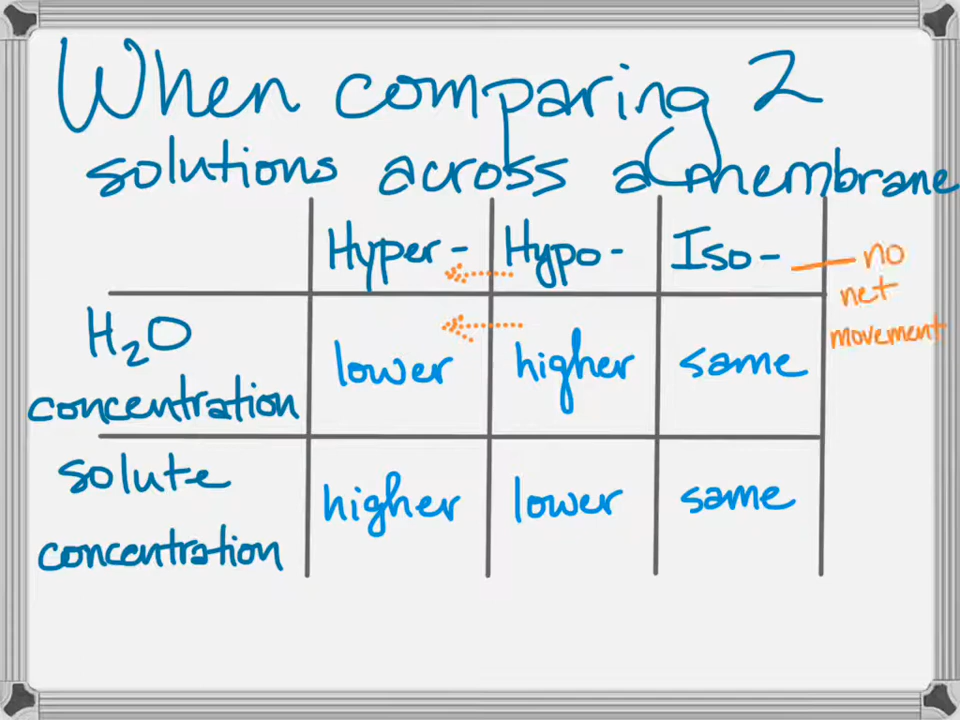 When comparing 2
solutions across a membrane
Hyper- Hypo- Iso- no
net
movement
H₂O
concentration lower higher same
solute
concentration higher lower same